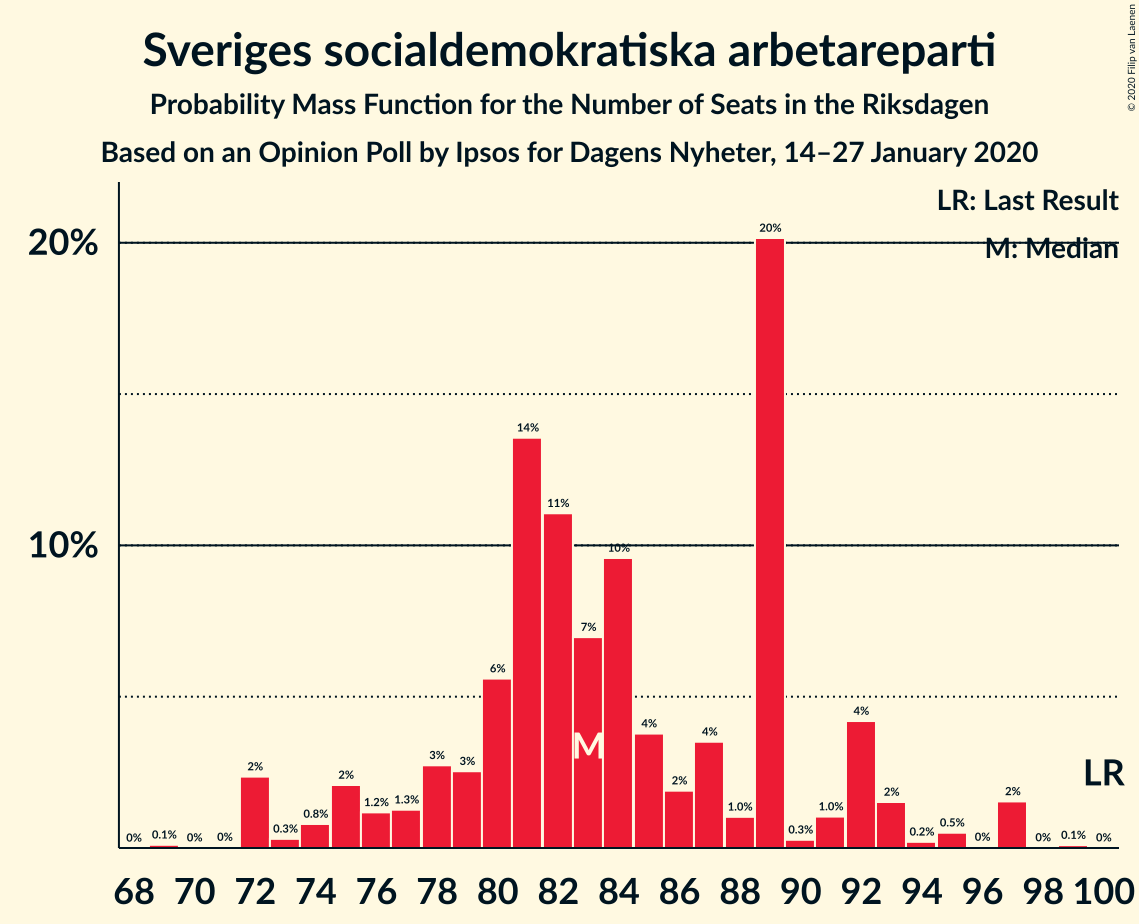 Sveriges socialdemokratiska arbetareparti
Probability Mass Function for the Number of Seats in the Riksdagen
Based on an Opinion Poll by Ipsos for Dagens Nyheter, 14–27 January 2020
© 2020 Filip van Laenen
LR: Last Result
M: Median
20%
10%
0% 0.1% 0% 0% 2% 0.3% 0.8% 2% 1.2% 1.3% 3% 3% 6% 14% 11% 7% 10% 4% 2% 4% 1.0% 20% 0.3% 1.0% 4% 2% 0.2% 0.5% 0% 2% 0% 0.1% 0%
M
LR
68 70 72 74 76 78 80 82 84 86 88 90 92 94 96 98 100